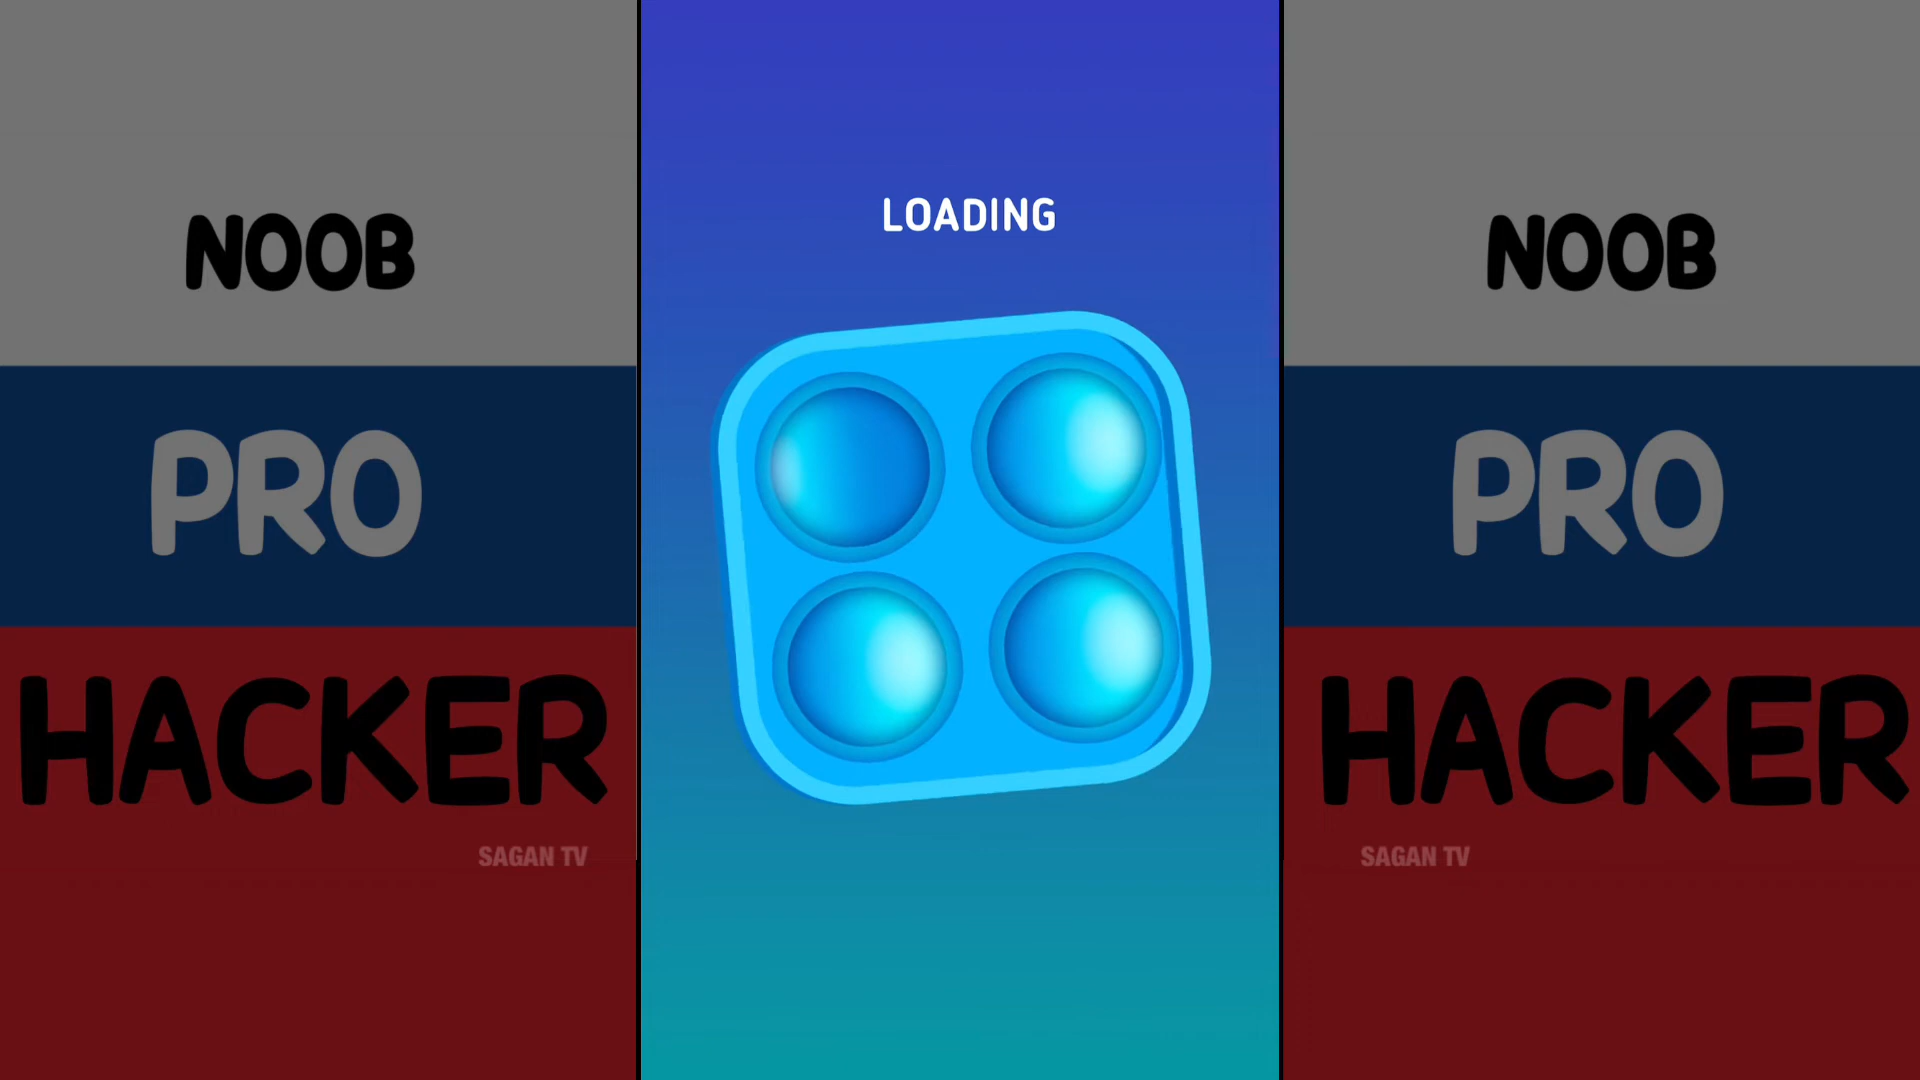 NOOB
PRO
HACKER
SAGAN TV
LOADING
NOOB
PRO
HACKER
SAGAN TV